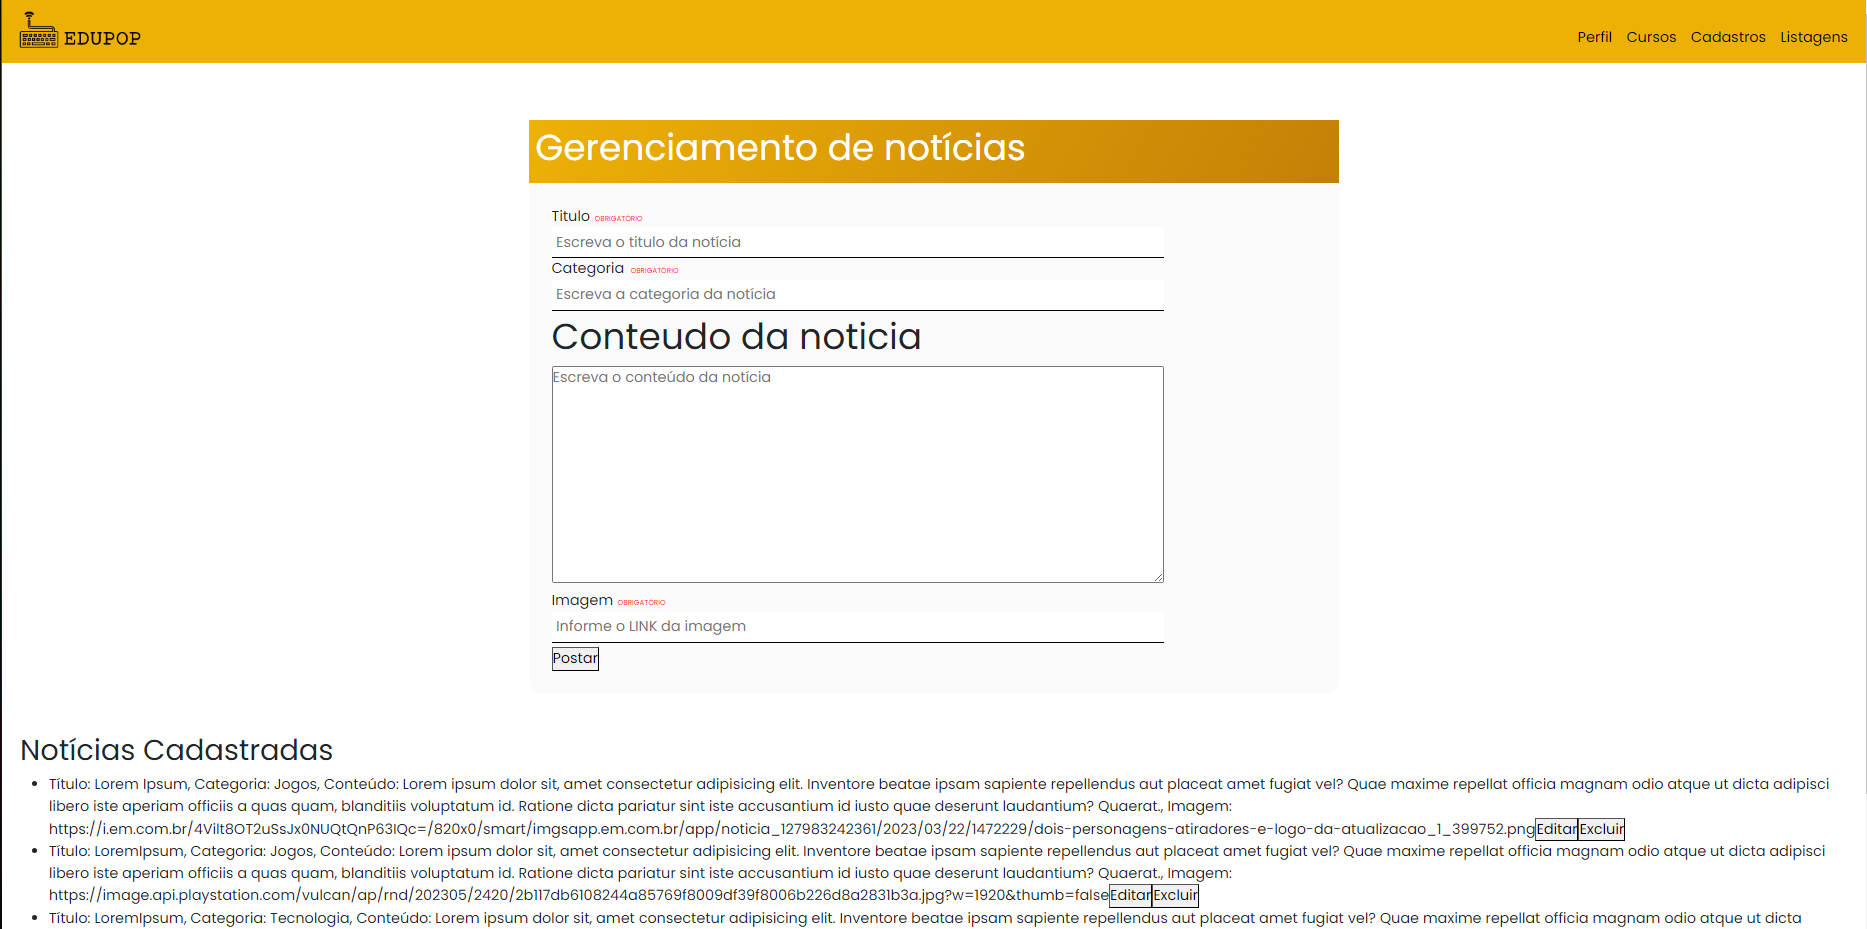 EDUPOP
Perfil Cursos Cadastros Listagens
Gerenciamento de notícias
Titulo OBRIGATÓRIO
Escreva o titulo da notícia
Categoria OBRIGATÓRIO
Escreva a categoria da notícia
Conteudo da noticia
Escreva o conteúdo da notícia
Imagem OBRIGATÓRIO
Informe o LINK da imagem
Postar
Notícias Cadastradas
Título: Lorem Ipsum, Categoria: Jogos, Conteúdo: Lorem ipsum dolor sit, amet consectetur adipisicing elit. Inventore beatae ipsam sapiente repellendus aut placeat amet fugiat vel? Quae maxime repellat officia magnam odio atque ut dicta adipisci
libero iste aperiam officiis a quas quam, blanditiis voluptatum id. Ratione dicta pariatur sint iste accusantium id iusto quae deserunt laudantium? Quaerat., Imagem:
https://i.em.com.br/4Vilt8OT2uSsJx0NUQtQnP63IQc=/820x0/smart/imgsapp.em.com.br/app/noticia_127983242361/2023/03/22/1472229/dois-personagens-atiradores-e-logo-da-atualizacao_1_399752.png Editar Excluir
Título: LoremIpsum, Categoria: Jogos, Conteúdo: Lorem ipsum dolor sit, amet consectetur adipisicing elit. Inventore beatae ipsam sapiente repellendus aut placeat amet fugiat vel? Quae maxime repellat officia magnam odio atque ut dicta adipisci
libero iste aperiam officiis a quas quam, blanditiis voluptatum id. Ratione dicta pariatur sint iste accusantium id iusto quae deserunt laudantium? Quaerat., Imagem:
https://image.api.playstation.com/vulcan/ap/rnd/202305/2420/2b117db6108244a85769f8009df39f8006b226d8a2831b3a.jpg?w=1920&thumb=false Editar Excluir
Título: LoremIpsum, Categoria: Tecnologia, Conteúdo: Lorem ipsum dolor sit, amet consectetur adipisicing elit. Inventore beatae ipsam sapiente repellendus aut placeat amet fugiat vel? Quae maxime repellat officia magnam odio atque ut dicta